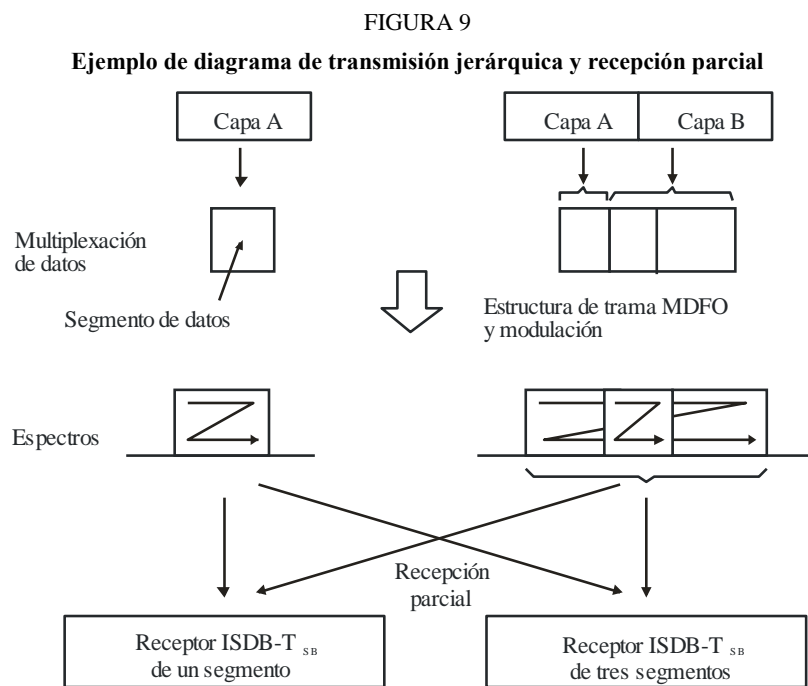 FIGURA 9
Ejemplo de diagrama de transmisión jerárquica y recepción parcial
Capa A
Capa A
Capa B
Multiplexación
de datos
Segmento de datos
Estructura de trama MDFO
y modulación
Espectros
Recepción
parcial
Receptor ISDB-T SB
de un segmento
Receptor ISDB-T SB
de tres segmentos